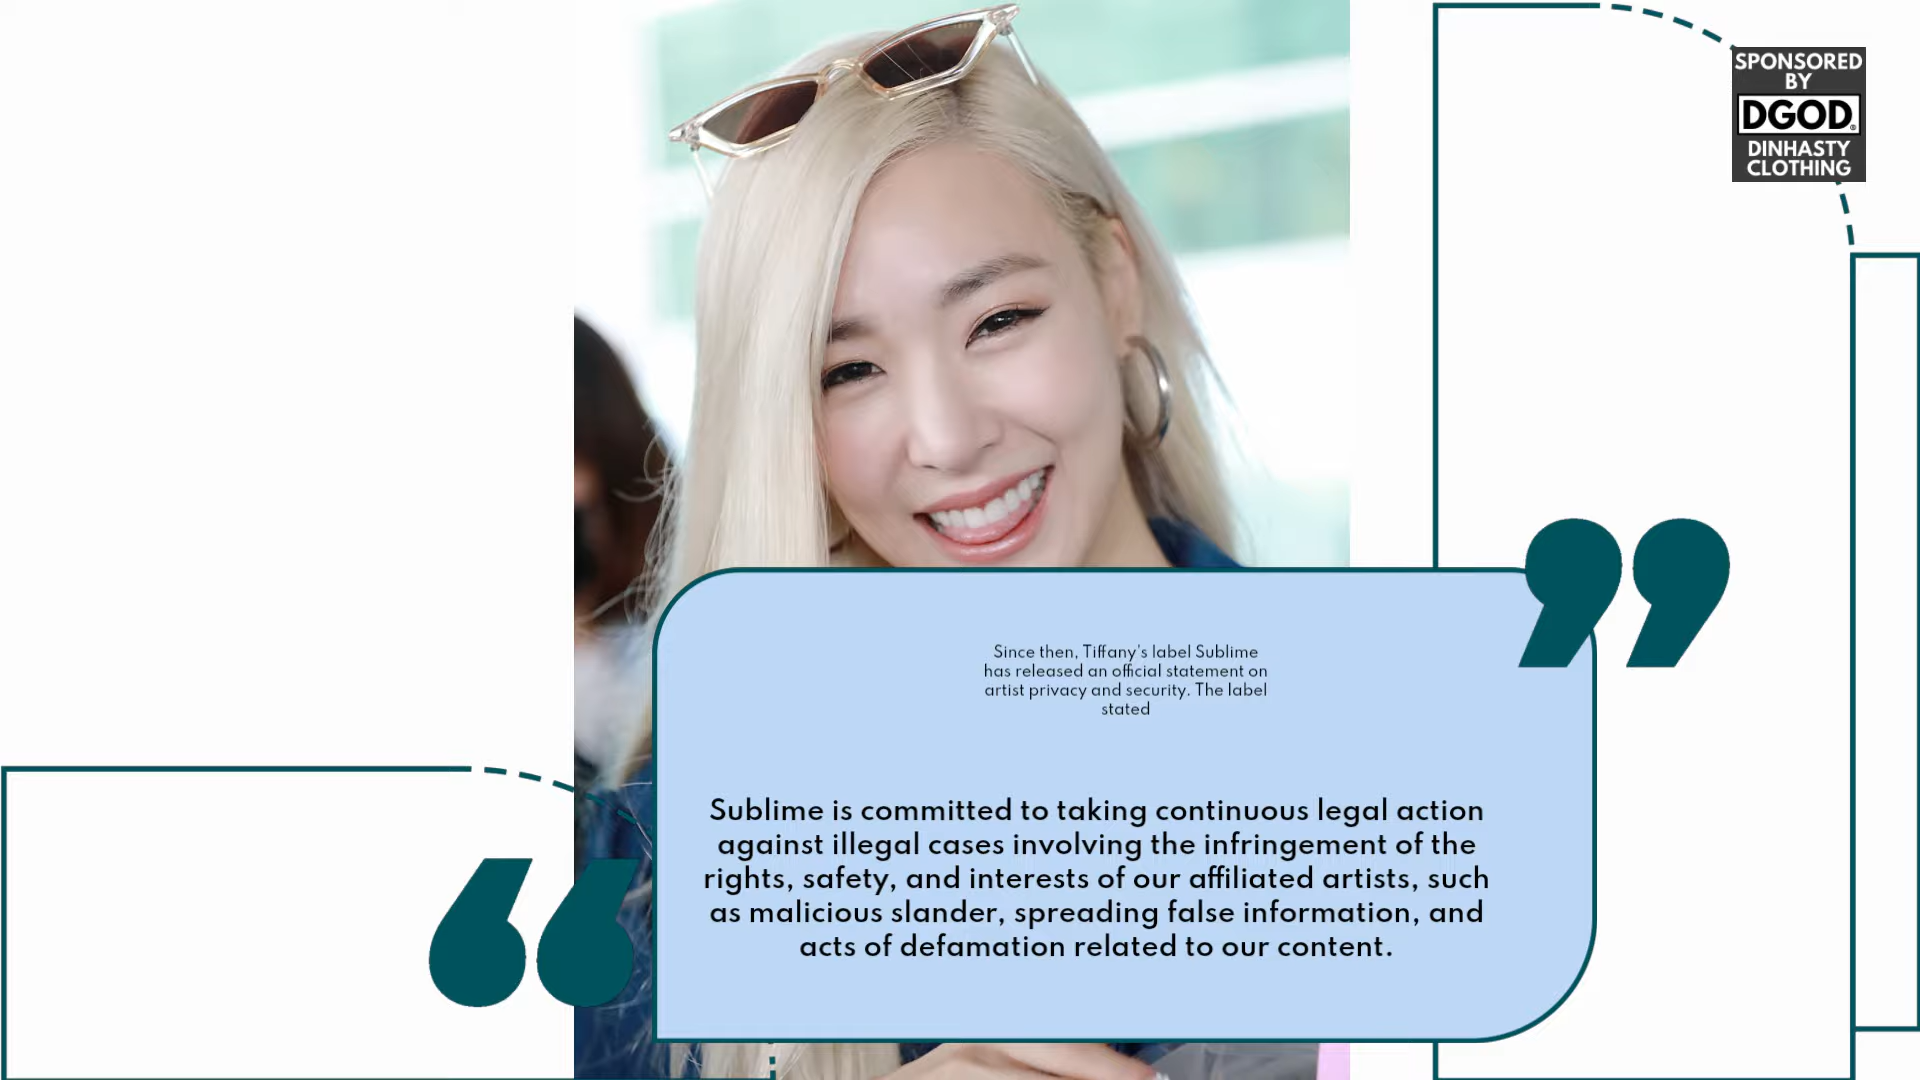 SPONSORED
BY
DGOD®
DINHASTY
CLOTHING
Since then, Tiffany's label Sublime
has released an official statement on
artist privacy and security. The label
stated
Sublime is committed to taking continuous legal action
against illegal cases involving the infringement of the
rights, safety, and interests of our affiliated artists, such
as malicious slander, spreading false information, and
acts of defamation related to our content.